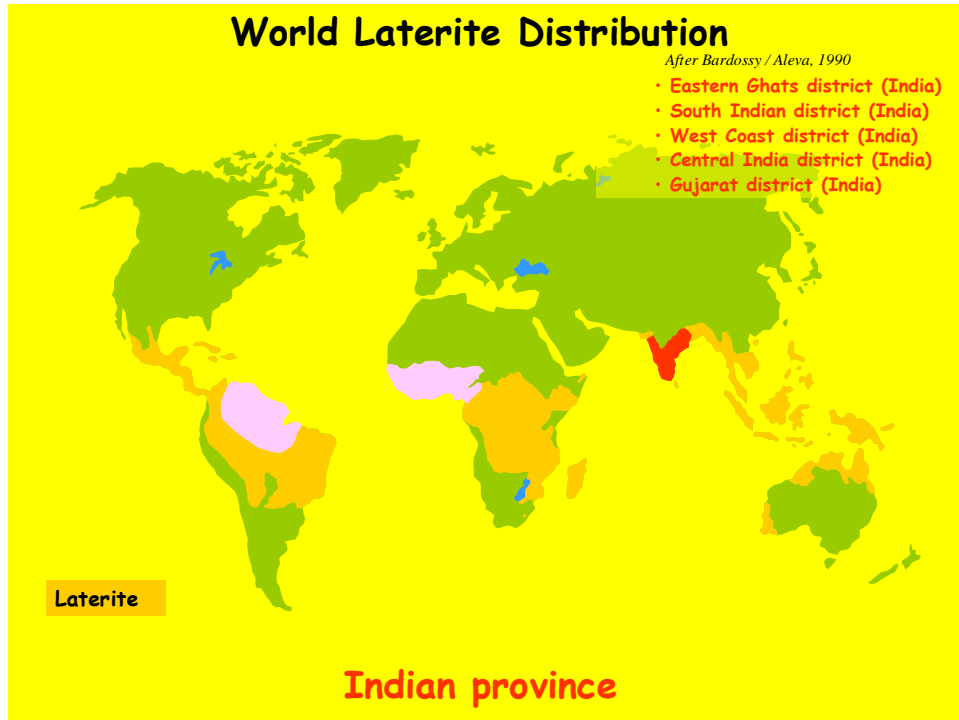 World Laterite Distribution
After Bardossy / Aleva, 1990
• Eastern Ghats district (India)
• South Indian district (India)
• West Coast district (India)
• Central India district (India)
• Gujarat district (India)
Laterite
Indian province